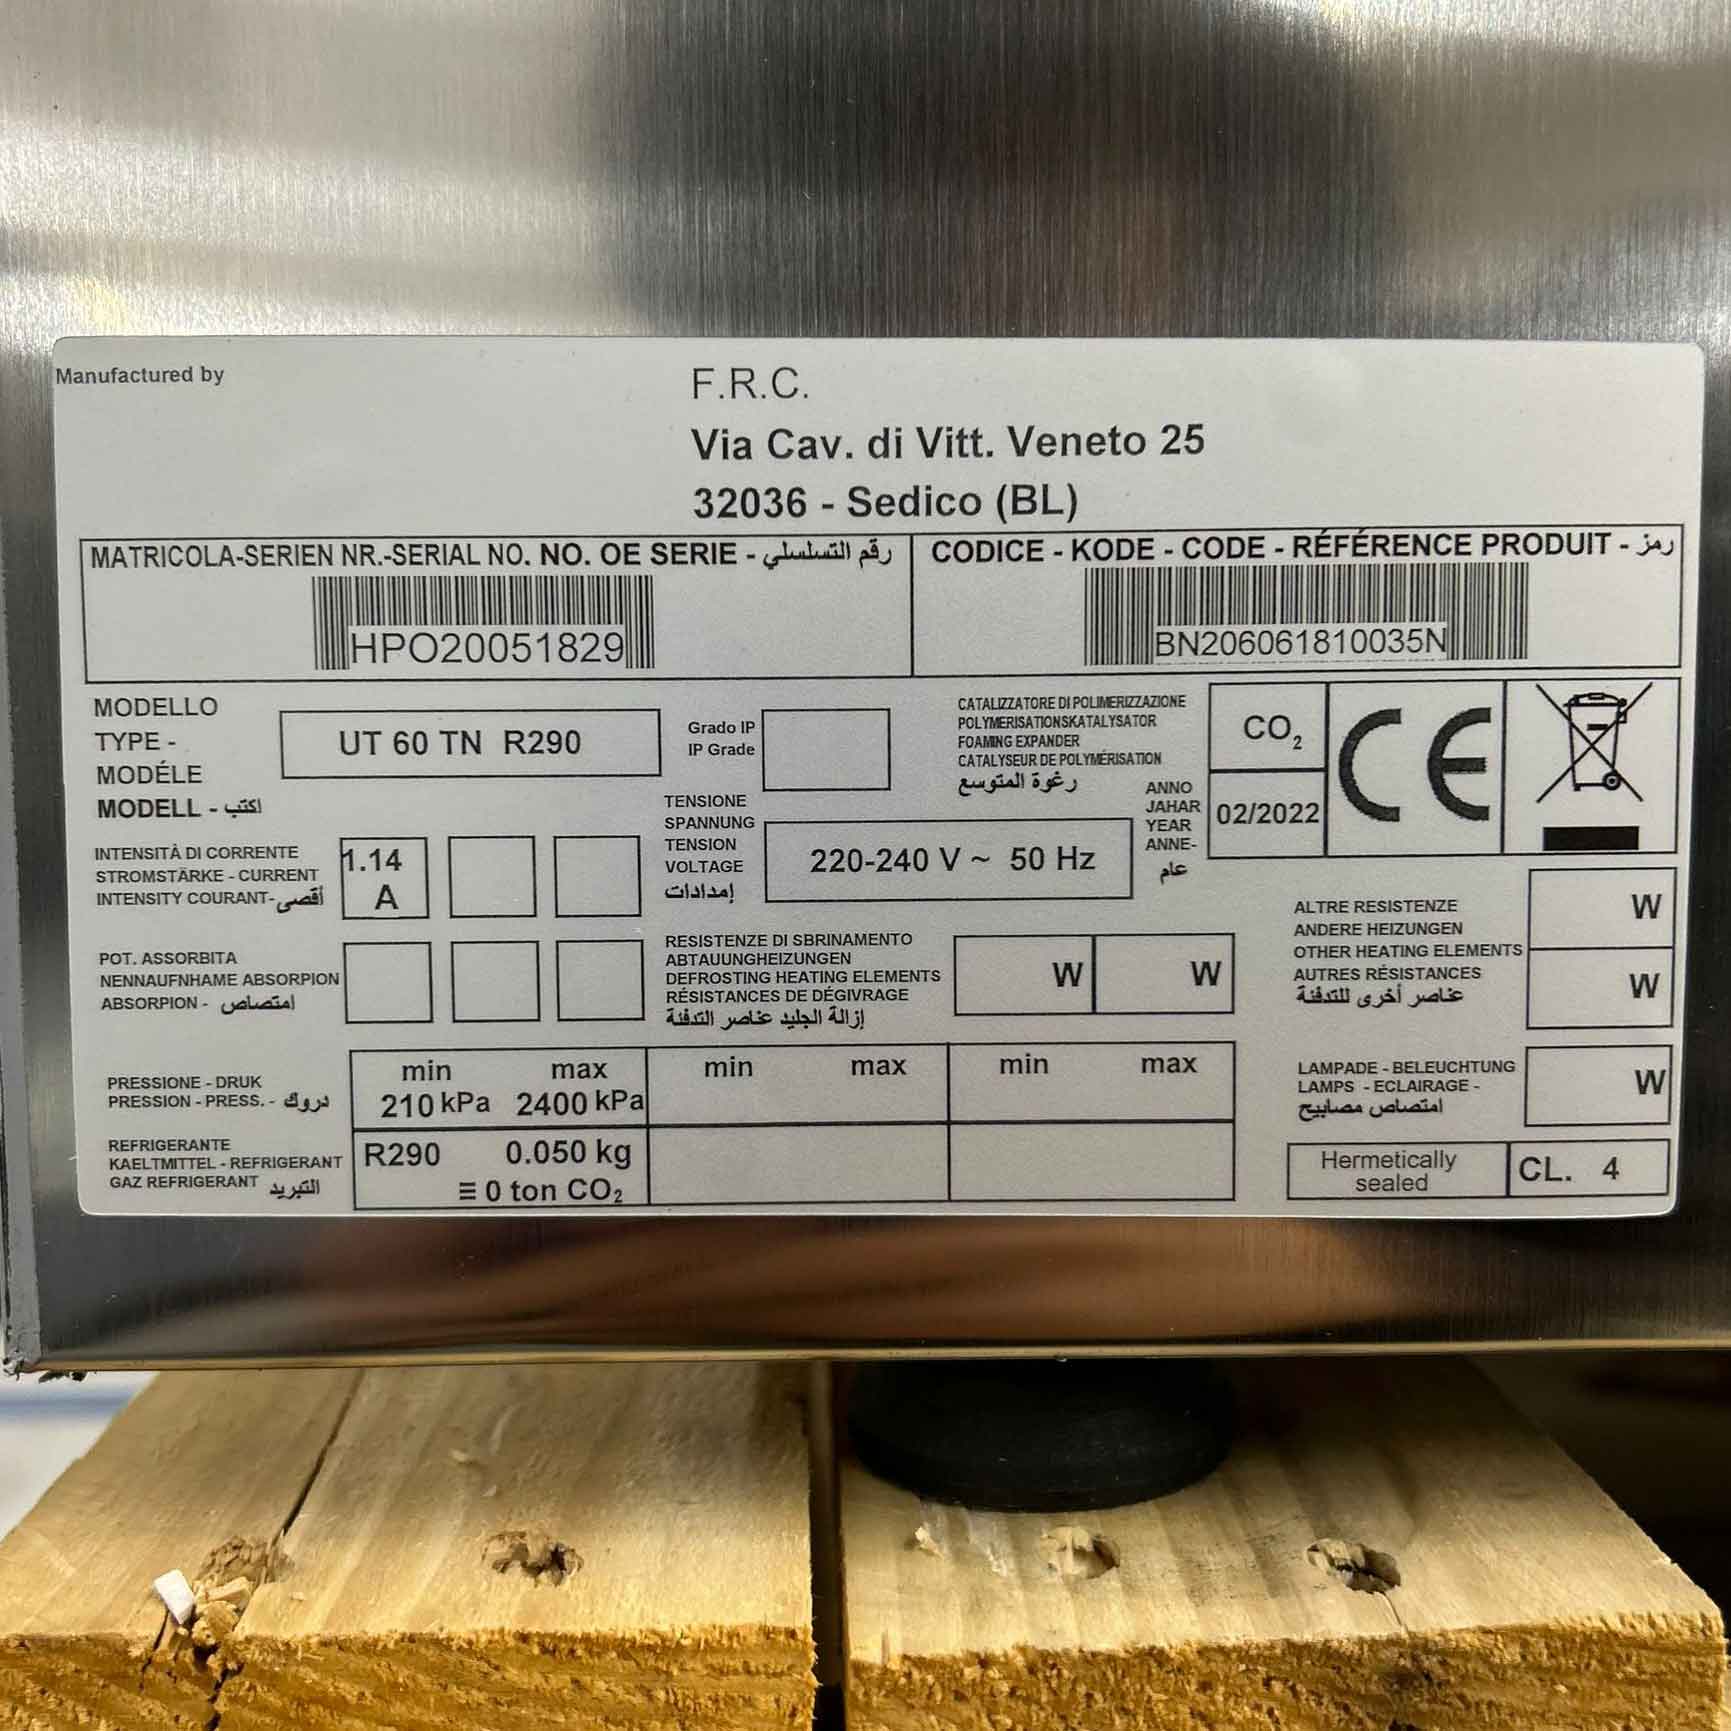 Manufactured by
F.R.C.
Via Cav. di Vitt. Veneto 25
32036 - Sedico (BL)
MATRICOLA-SERIEN NR.-SERIAL NO. NO. OE SERIE - رقم التسلسلي
HPO20051829
CODICE - KODE - CODE - RÉFÉRENCE PRODUIT - رمز
BN206061810035N
MODELLO
TYPE -
MODÉLE
MODELL - اكتب
UT 60 TN R290
Grado IP
IP Grade
CATALIZZATORE DI POLIMERIZZAZIONE
POLYMERISATIONSKATALYSATOR
FOAMING EXPANDER
CATALYSEUR DE POLYMÉRISATION
رغوة المتوسع
CO₂
CE
ANNO
JAHAR
YEAR
ANNE-
عام
02/2022
INTENSITÀ DI CORRENTE
STROMSTÄRKE - CURRENT
INTENSITY COURANT- أقصى
1.14
A
TENSIONE
SPANNUNG
TENSION
VOLTAGE
إمدادات
220-240 V ~ 50 Hz
POT. ASSORBITA
NENNAUFNHAME ABSORPION
ABSORPION - امتصاص
RESISTENZE DI SBRINAMENTO
ABTAUUNGHEIZUNGEN
DEFROSTING HEATING ELEMENTS
RÉSISTANCES DE DÉGIVRAGE
إزالة الجليد عناصر التدفئة
W W
ALTRE RESISTENZE
ANDERE HEIZUNGEN
OTHER HEATING ELEMENTS
AUTRES RÉSISTANCES
عناصر أخرى للتدفئة
W
W
PRESSIONE - DRUK
PRESSION - PRESS. - دروك
min max min max min max
210 kPa 2400 kPa
REFRIGERANTE
KAELTMITTEL - REFRIGERANT
GAZ REFRIGERANT التبريد
R290 0.050 kg
≡ 0 ton CO₂
LAMPADE - BELEUCHTUNG
LAMPS - ECLAIRAGE -
امتصاص مصابيح
W
Hermetically
sealed
CL. 4